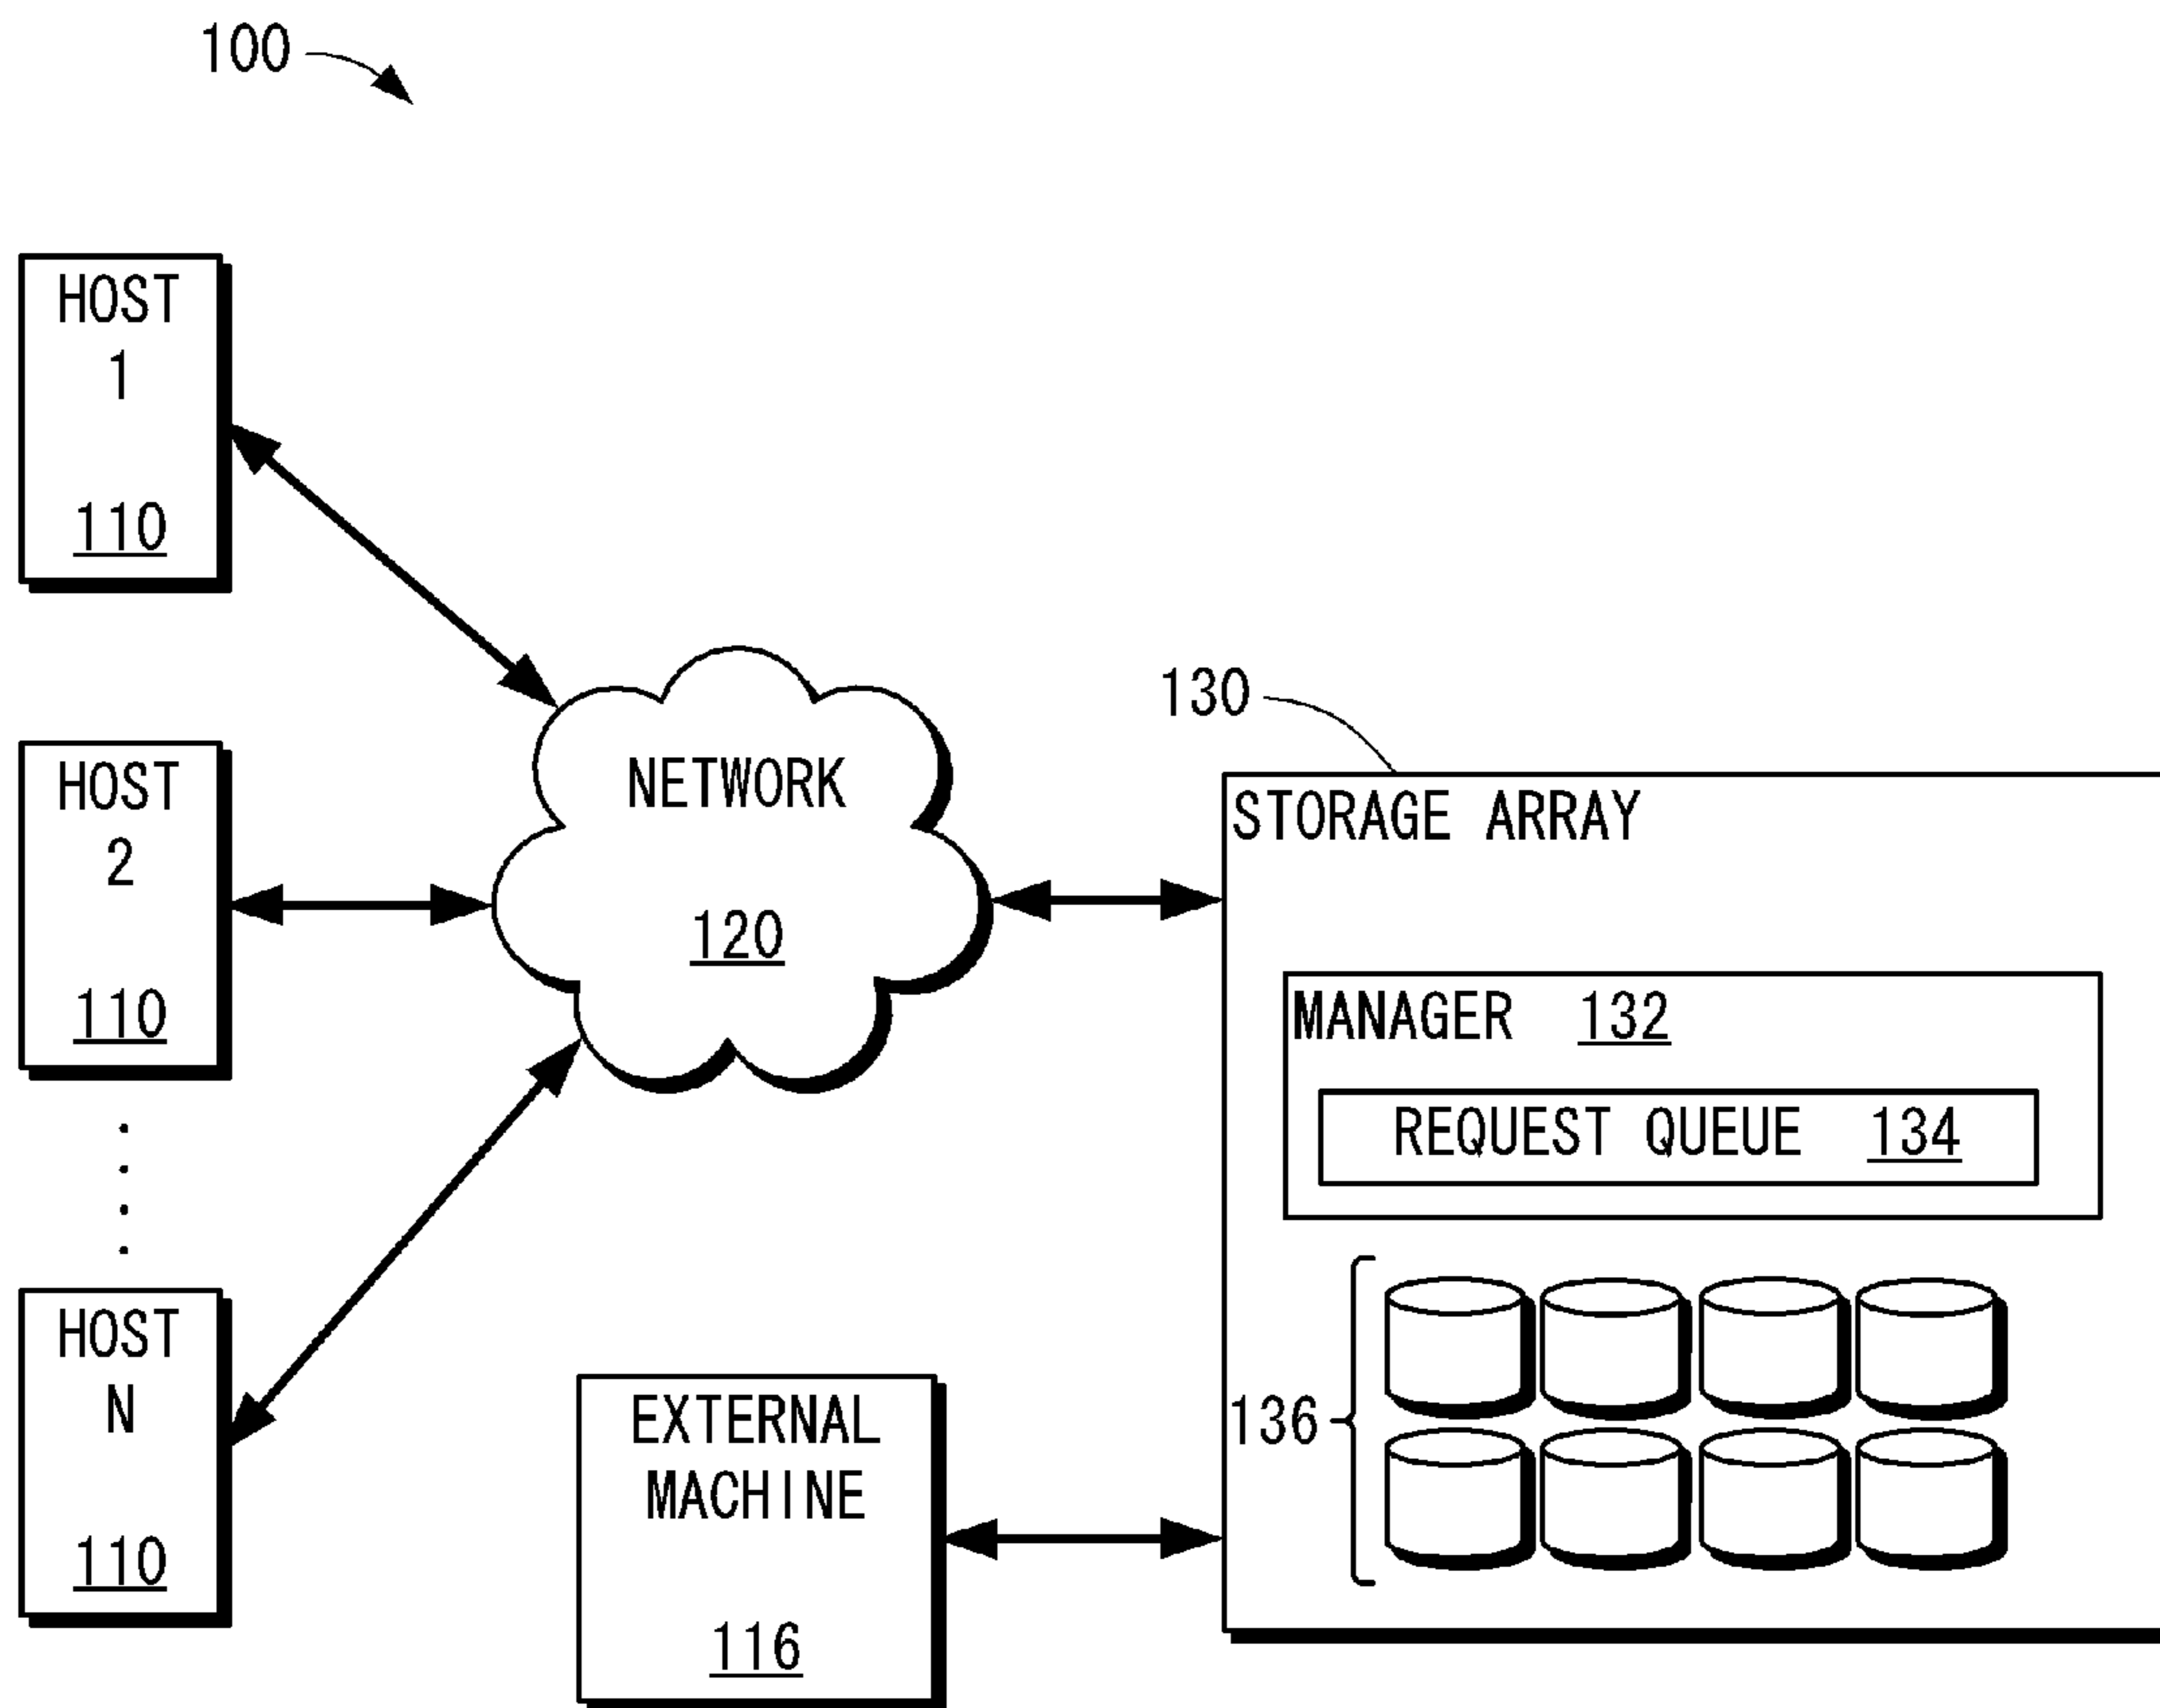 100
HOST
1
110
HOST
2
110
HOST
N
110
NETWORK
120
EXTERNAL
MACHINE
116
130
STORAGE ARRAY
MANAGER 132
REQUEST QUEUE 134
136